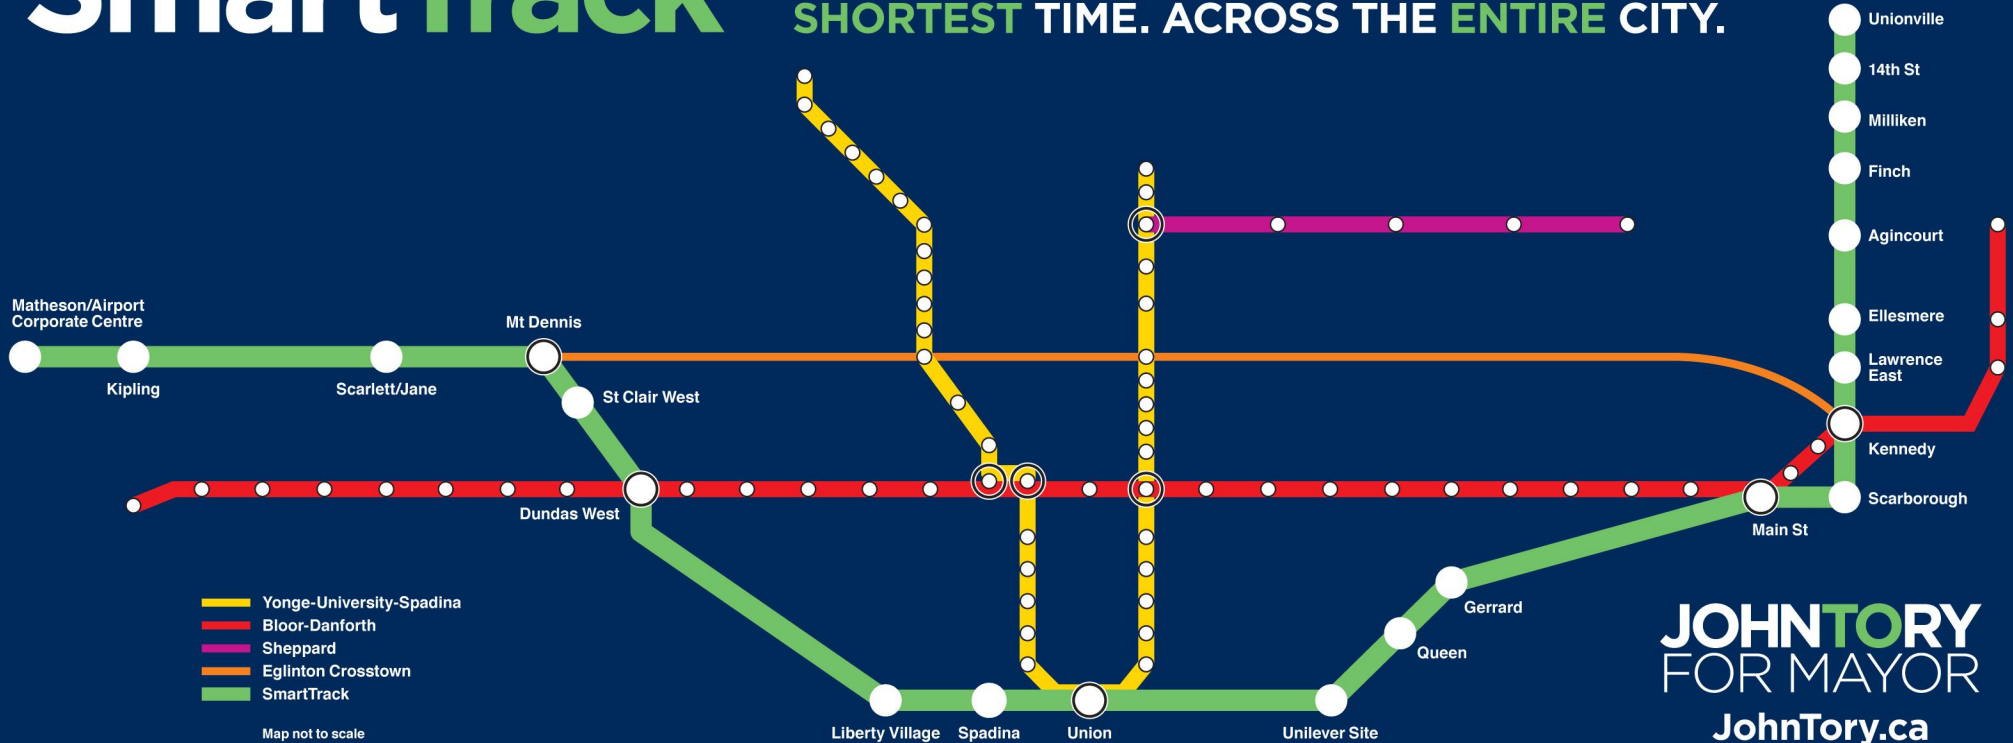 SmartTrack
SHORTEST TIME. ACROSS THE ENTIRE CITY.
Unionville
14th St
Milliken
Finch
Agincourt
Ellesmere
Lawrence
East
Kennedy
Scarborough
Main St
Matheson/Airport
Corporate Centre
Kipling
Scarlett/Jane
Mt Dennis
St Clair West
Dundas West
Yonge-University-Spadina
Bloor-Danforth
Sheppard
Eglinton Crosstown
SmartTrack
Map not to scale
Liberty Village
Spadina
Union
Unilever Site
Queen
Gerrard
JOHNTORY
FOR MAYOR
JohnTory.ca